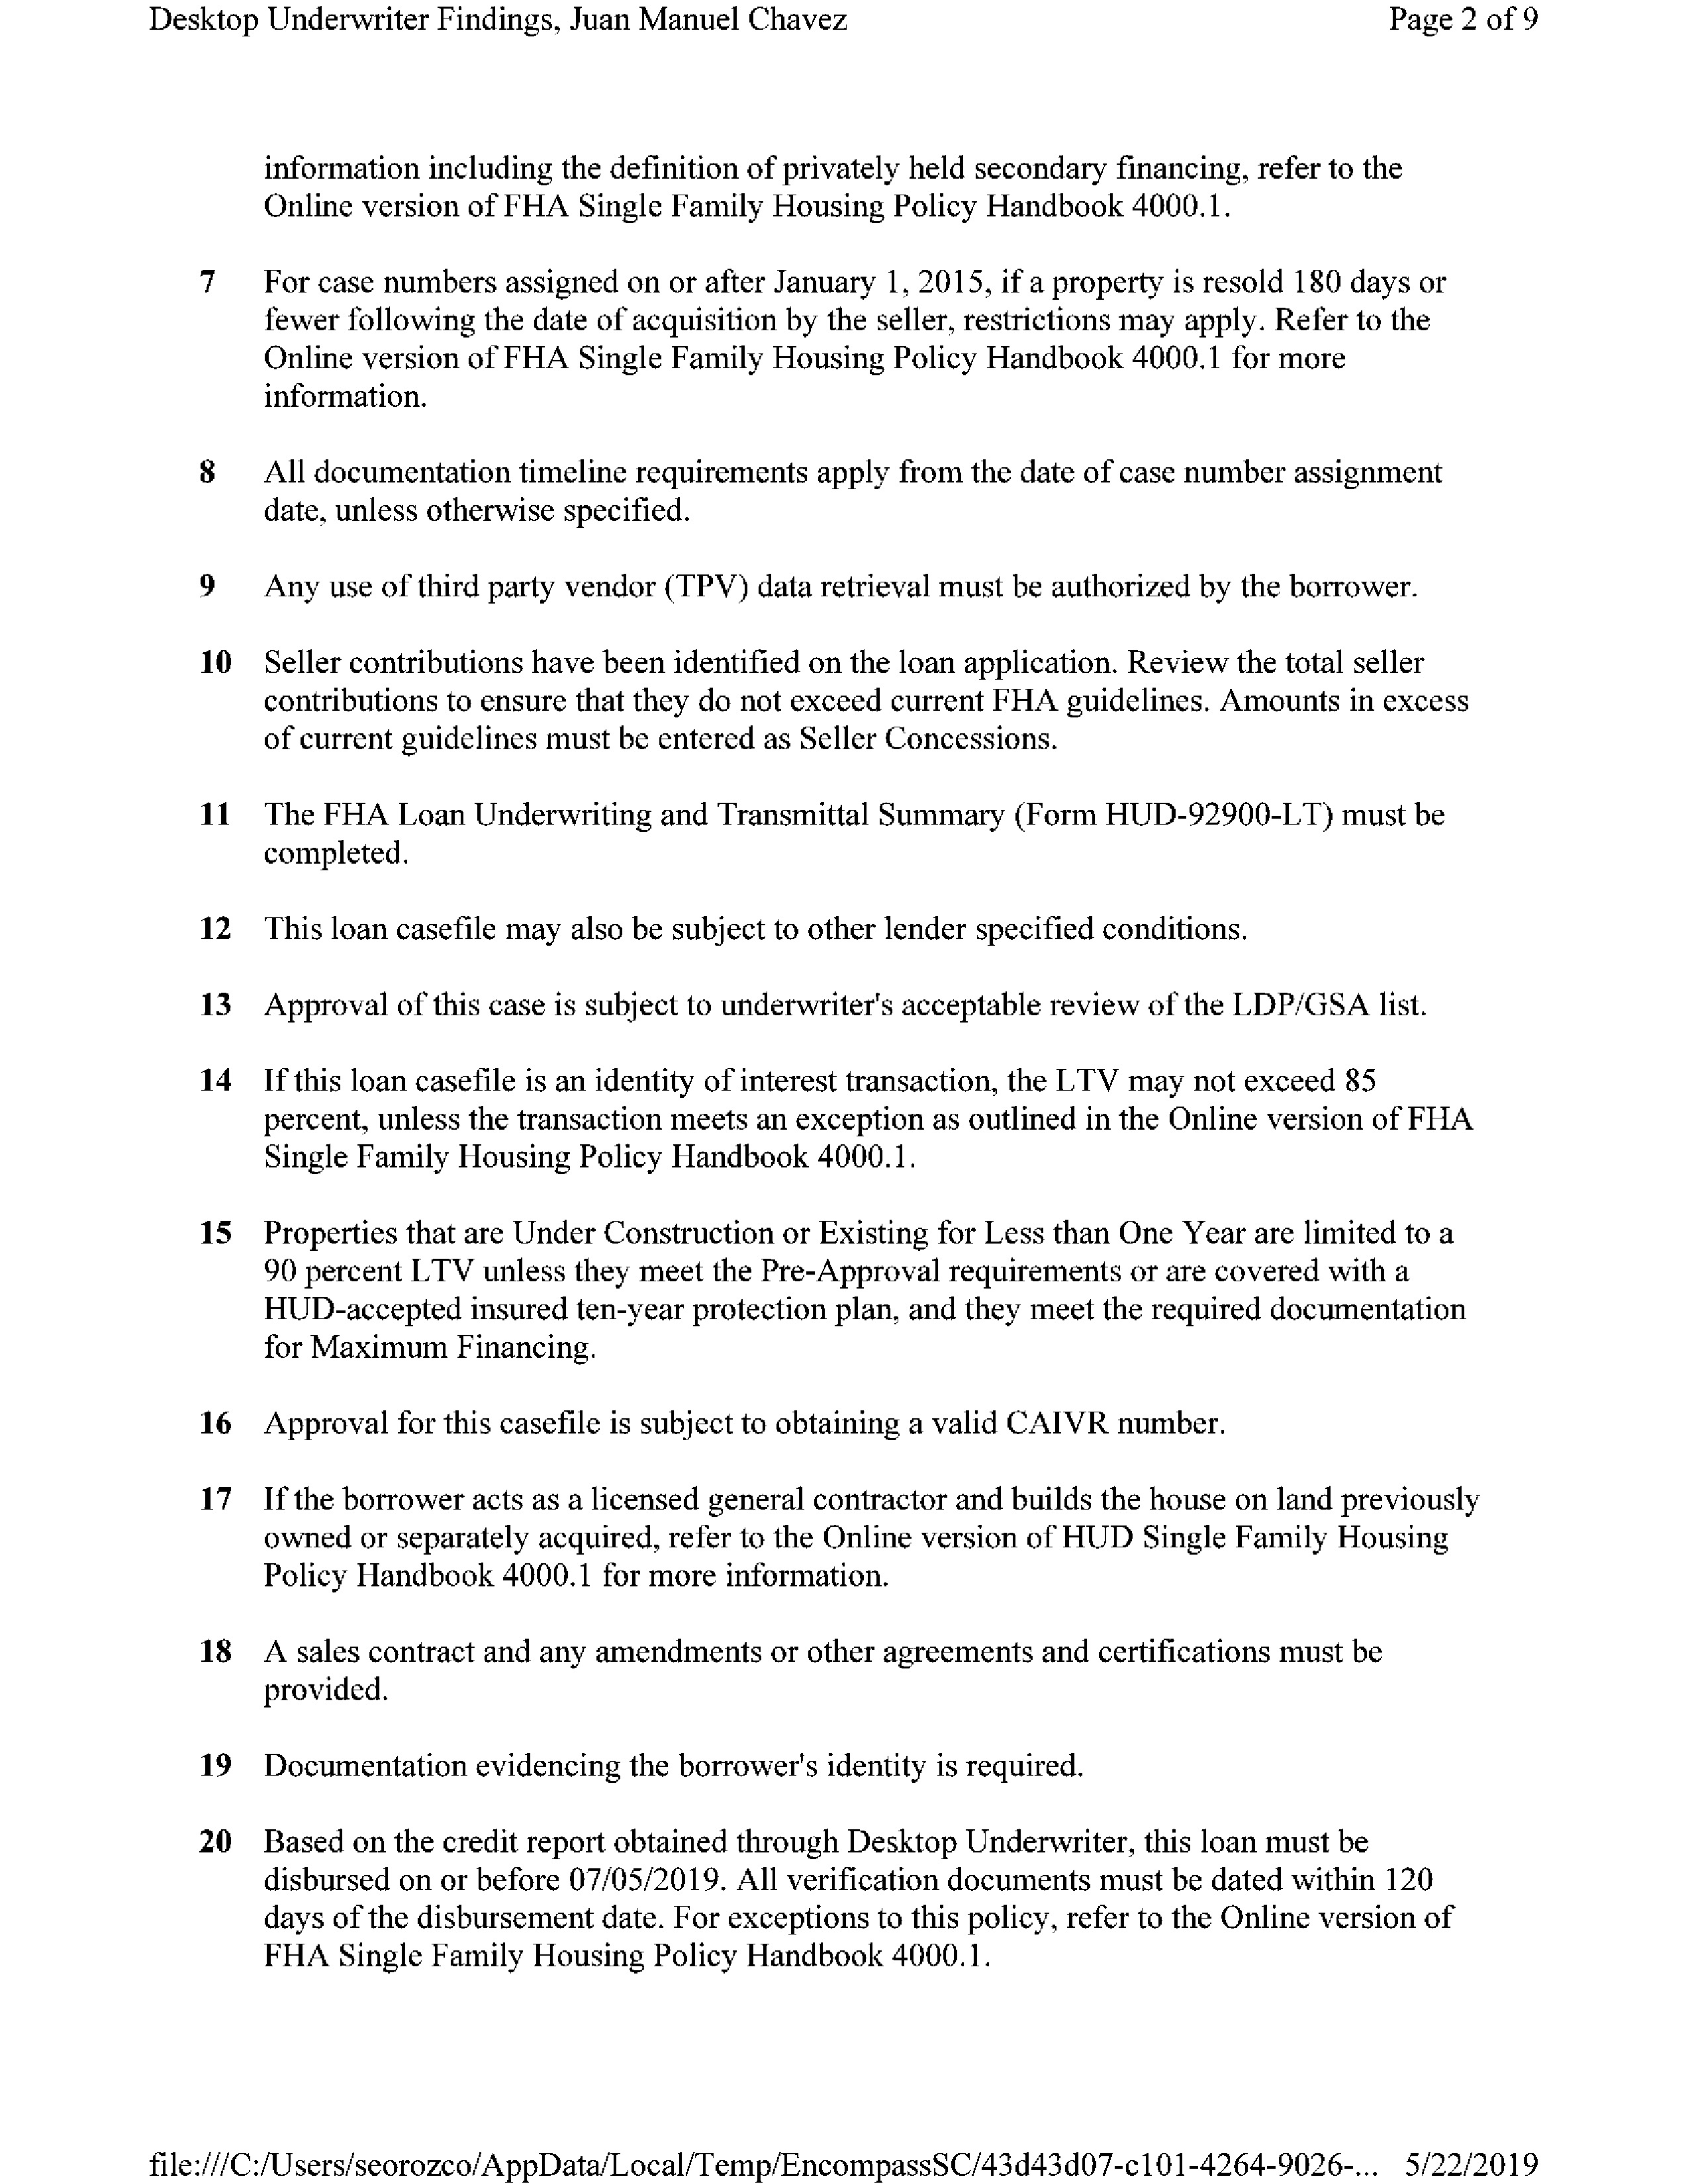 Desktop Underwriter Findings, Juan Manuel Chavez Page 2 of 9
information including the definition of privately held secondary financing, refer to the
Online version of FHA Single Family Housing Policy Handbook 4000.1.
7 For case numbers assigned on or after January 1, 2015, if a property is resold 180 days or
fewer following the date of acquisition by the seller, restrictions may apply. Refer to the
Online version of FHA Single Family Housing Policy Handbook 4000.1 for more
information.
8 All documentation timeline requirements apply from the date of case number assignment
date, unless otherwise specified.
9 Any use of third party vendor (TPV) data retrieval must be authorized by the borrower.
10 Seller contributions have been identified on the loan application. Review the total seller
contributions to ensure that they do not exceed current FHA guidelines. Amounts in excess
of current guidelines must be entered as Seller Concessions.
11 The FHA Loan Underwriting and Transmittal Summary (Form HUD-92900-LT) must be
completed.
12 This loan casefile may also be subject to other lender specified conditions.
13 Approval of this case is subject to underwriter's acceptable review of the LDP/GSA list.
14 If this loan casefile is an identity of interest transaction, the LTV may not exceed 85
percent, unless the transaction meets an exception as outlined in the Online version of FHA
Single Family Housing Policy Handbook 4000.1.
15 Properties that are Under Construction or Existing for Less than One Year are limited to a
90 percent LTV unless they meet the Pre-Approval requirements or are covered with a
HUD-accepted insured ten-year protection plan, and they meet the required documentation
for Maximum Financing.
16 Approval for this casefile is subject to obtaining a valid CAIVR number.
17 If the borrower acts as a licensed general contractor and builds the house on land previously
owned or separately acquired, refer to the Online version of HUD Single Family Housing
Policy Handbook 4000.1 for more information.
18 A sales contract and any amendments or other agreements and certifications must be
provided.
19 Documentation evidencing the borrower's identity is required.
20 Based on the credit report obtained through Desktop Underwriter, this loan must be
disbursed on or before 07/05/2019. All verification documents must be dated within 120
days of the disbursement date. For exceptions to this policy, refer to the Online version of
FHA Single Family Housing Policy Handbook 4000.1.
file:///C:/Users/seorozco/AppData/Local/Temp/EncompassSC/43d43d07-c101-4264-9026-... 5/22/2019